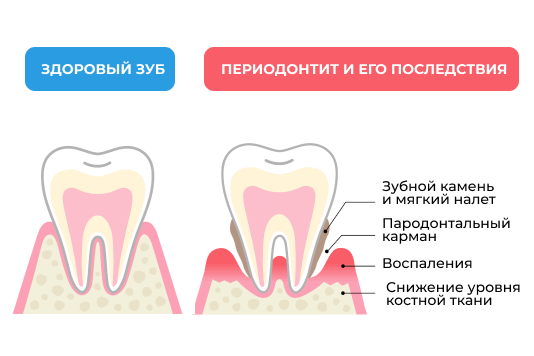 ЗДОРОВЫЙ ЗУБ
ПЕРИОДОНТИТ И ЕГО ПОСЛЕДСТВИЯ
Зубной камень
и мягкий налет
Пародонтальный
карман
Воспаления
Снижение уровня
костной ткани